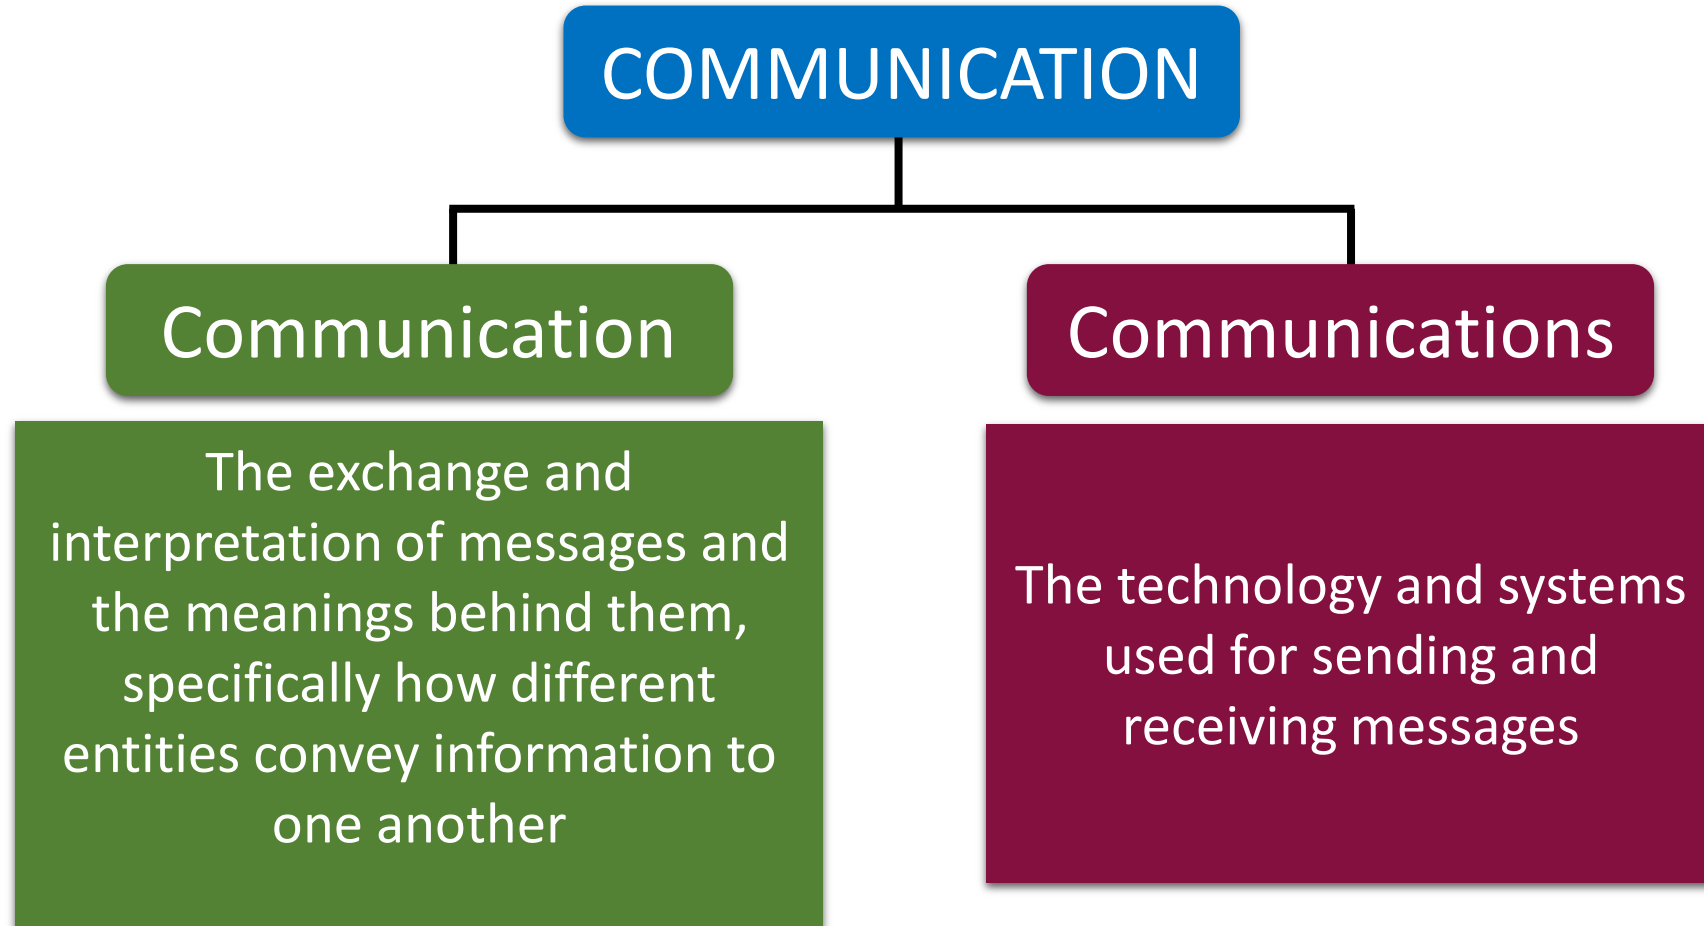 COMMUNICATION
Communication
The exchange and
interpretation of messages and
the meanings behind them,
specifically how different
entities convey information to
one another
Communications
The technology and systems
used for sending and
receiving messages